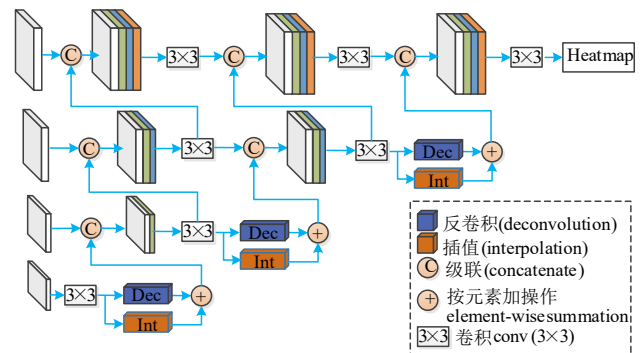 C 3×3 C 3×3 C 3×3 Heatmap
C 3×3 C 3×3 Dec +
Int
C 3×3 Dec +
Int
3×3 Dec +
Int
反卷积(deconvolution)
插值(interpolation)
C 级联(concatenate)
+ 按元素加操作
element-wisesummation
3×3 卷积conv(3×3)